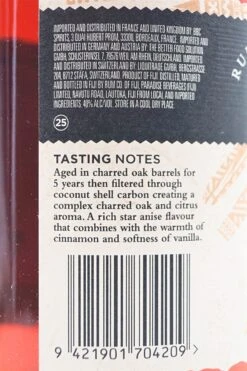 IMPORTED AND DISTRIBUTED IN FRANCE AND UNITED KINGDOM BY: BBC
SPIRITS, 3 QUAI HUBERT PROM, 33300, BORDEAUX, FRANCE. IMPORTED AND
DISTRIBUTED IN GERMANY AND AUSTRIA BY: THE BETTER FOOD SOLUTION
GMBH, 7, 79576 WEIL AM RHEIN, DEUTSCHLAND. IMPORTED AND
DISTRIBUTED IN SWITZERLAND BY: GMBH,
8712 STÄFA, SWITZERLAND. PRODUCT OF FIJI, DISTILLED, MATURED
AND BOTTLED IN FIJI BY RUM CO. OF FIJI, PARADISE BEVERAGES FIJI
LIMITED, NAVUTU ROAD, LAUTOKA, FIJI FROM LOCAL AND IMPORTED
INGREDIENTS. 40% ALC/VOL. STORE IN A COOL DRY PLACE.
RU
25
TASTING NOTES
Aged in charred oak barrels for
5 years then filtered through
coconut shell carbon creating a
complex charred oak and citrus
aroma. A rich star anise flavour
that combines with the warmth of
cinnamon and softness of vanilla.
9 421901 704209 >